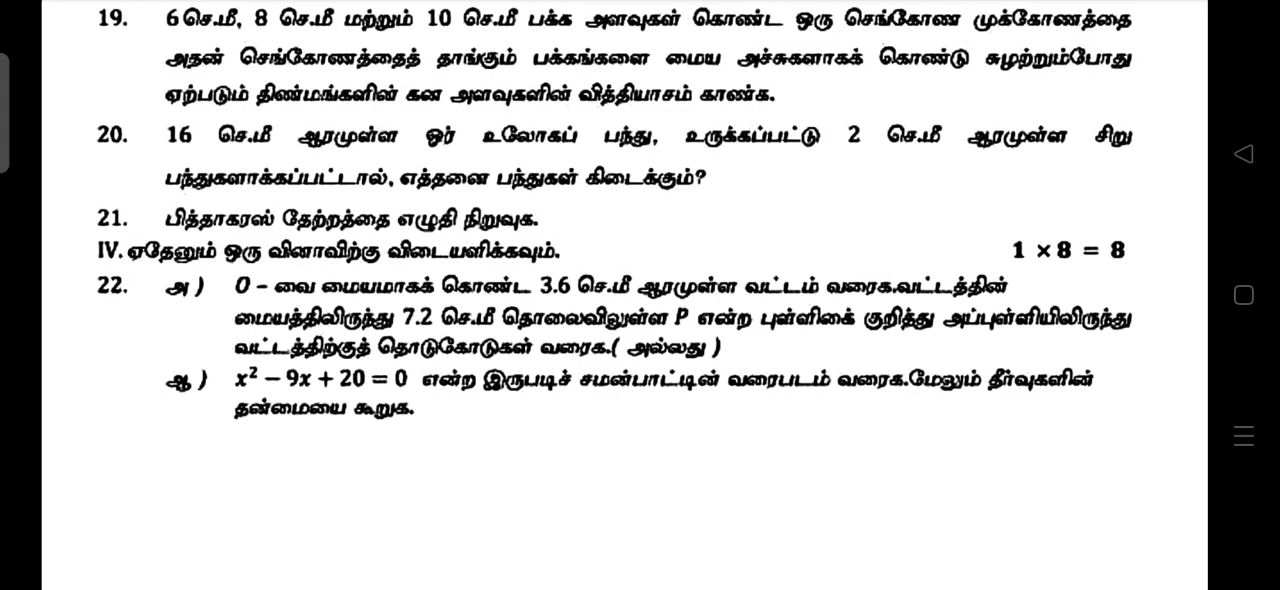 19. 6 செ.மீ, 8 செ.மீ மற்றும் 10 செ.மீ பக்க அளவுகள் கொண்ட ஒரு செங்கோண முக்கோணத்தை
அதன் செங்கோணத்தைத் தாங்கும் பக்கங்களை மைய அச்சுகளாகக் கொண்டு சுழற்றும்போது
ஏற்படும் திண்மங்களின் கன அளவுகளின் வித்தியாசம் காண்க.
20. 16 செ.மீ ஆரமுள்ள ஓர் உலோகப் பந்து, உருக்கப்பட்டு 2 செ.மீ ஆரமுள்ள சிறு
பந்துகளாக்கப்பட்டால், எத்தனை பந்துகள் கிடைக்கும்?
21. பித்தாகரஸ் தேற்றத்தை எழுதி நிறுவுக.
IV. ஏதேனும் ஒரு வினாவிற்கு விடையளிக்கவும். 1 × 8 = 8
22. அ ) O – வை மையமாகக் கொண்ட 3.6 செ.மீ ஆரமுள்ள வட்டம் வரைக.வட்டத்தின்
மையத்திலிருந்து 7.2 செ.மீ தொலைவிலுள்ள P என்ற புள்ளிகைக் குறித்து அப்புள்ளியிலிருந்து
வட்டத்திற்குத் தொடுகோடுகள் வரைக.( அல்லது )
ஆ ) x² – 9x + 20 = 0 என்ற இருபடிச் சமன்பாட்டின் வரைபடம் வரைக.மேலும் தீர்வுகளின்
தன்மையை கூறுக.